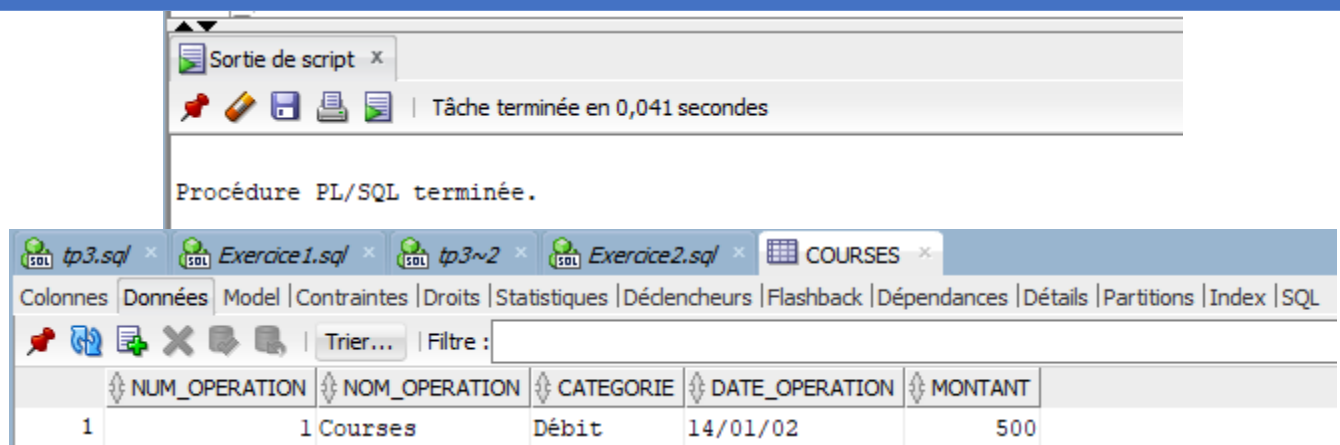 Sortie de script x
Tâche terminée en 0,041 secondes
Procédure PL/SQL terminée.
tp3.sql Exercice1.sql tp3~2 Exercice2.sql COURSES
Colonnes Données Model Contraintes Droits Statistiques Déclencheurs Flashback Dépendances Détails Partitions Index SQL
Trier... Filtre :
NUM_OPERATION NOM_OPERATION CATEGORIE DATE_OPERATION MONTANT
1 1 Courses Débit 14/01/02 500